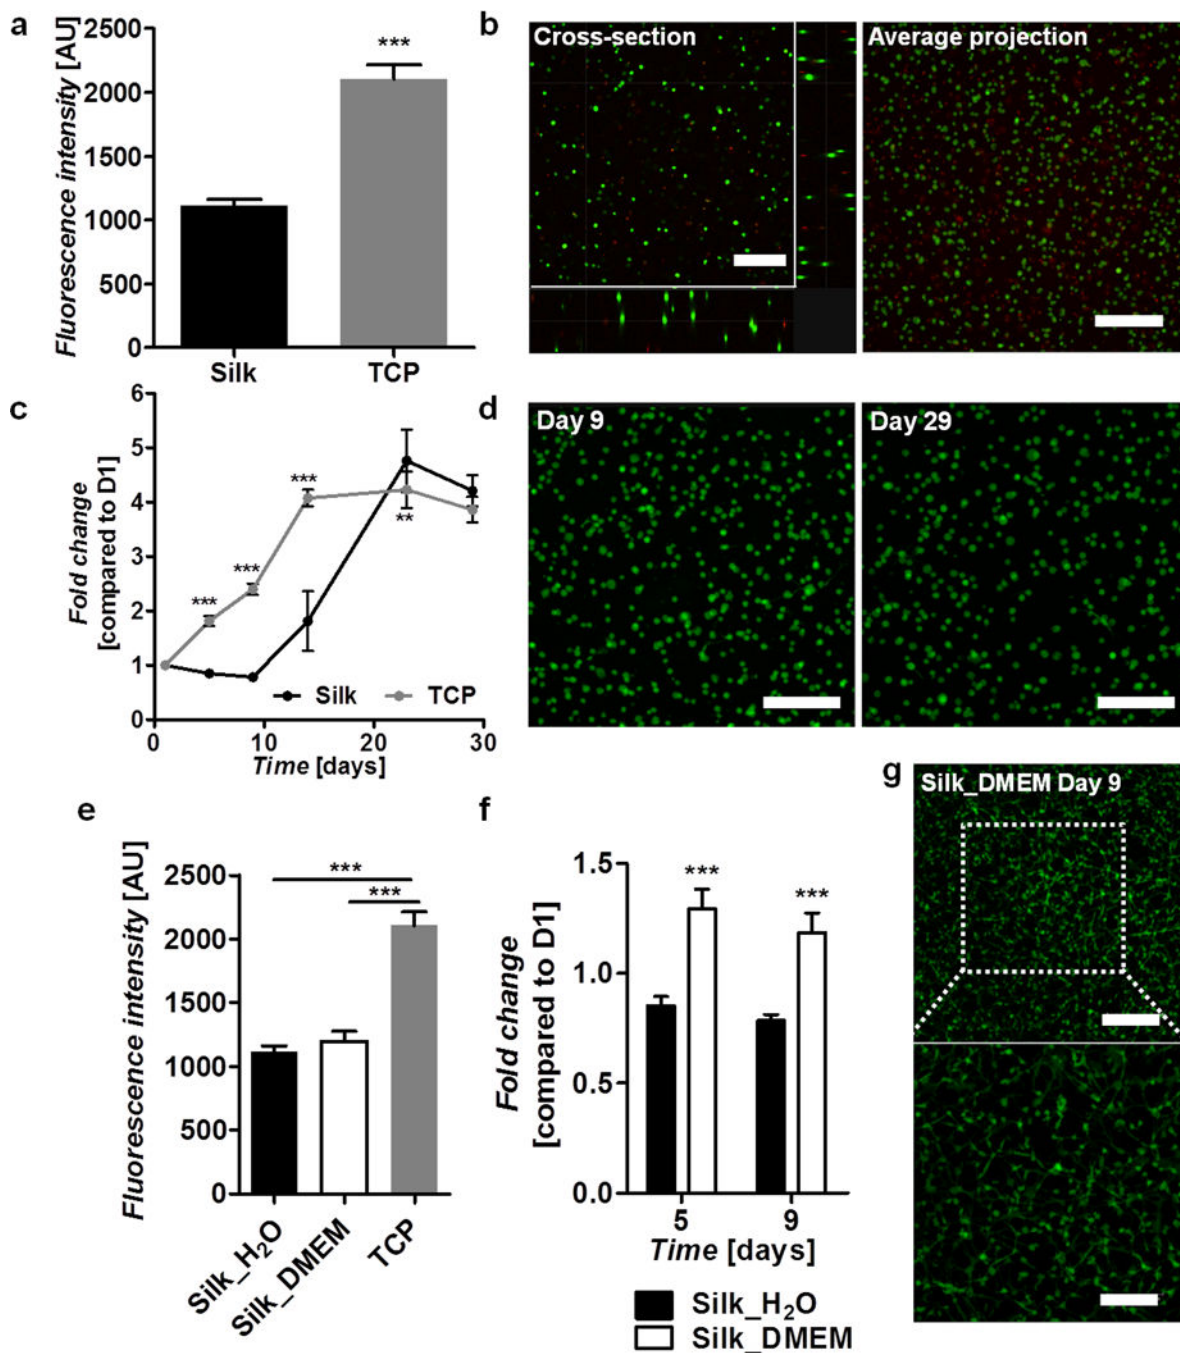 a
Fluorescence intensity [AU]
2500
2000
1500
1000
500
0
***
Silk
TCP
b
Cross-section
Average projection
c
Fold change
[compared to D1]
6
5
4
3
2
1
0
***
***
***
**
Silk
TCP
0
10
20
30
Time [days]
d
Day 9
Day 29
e
Fluorescence intensity [AU]
2500
2000
1500
1000
500
0
***
***
Silk_H₂O
Silk_DMEM
TCP
f
Fold change
[compared to D1]
1.5
1.0
0.5
0.0
***
***
5
9
Time [days]
Silk_H₂O
Silk_DMEM
g
Silk_DMEM Day 9